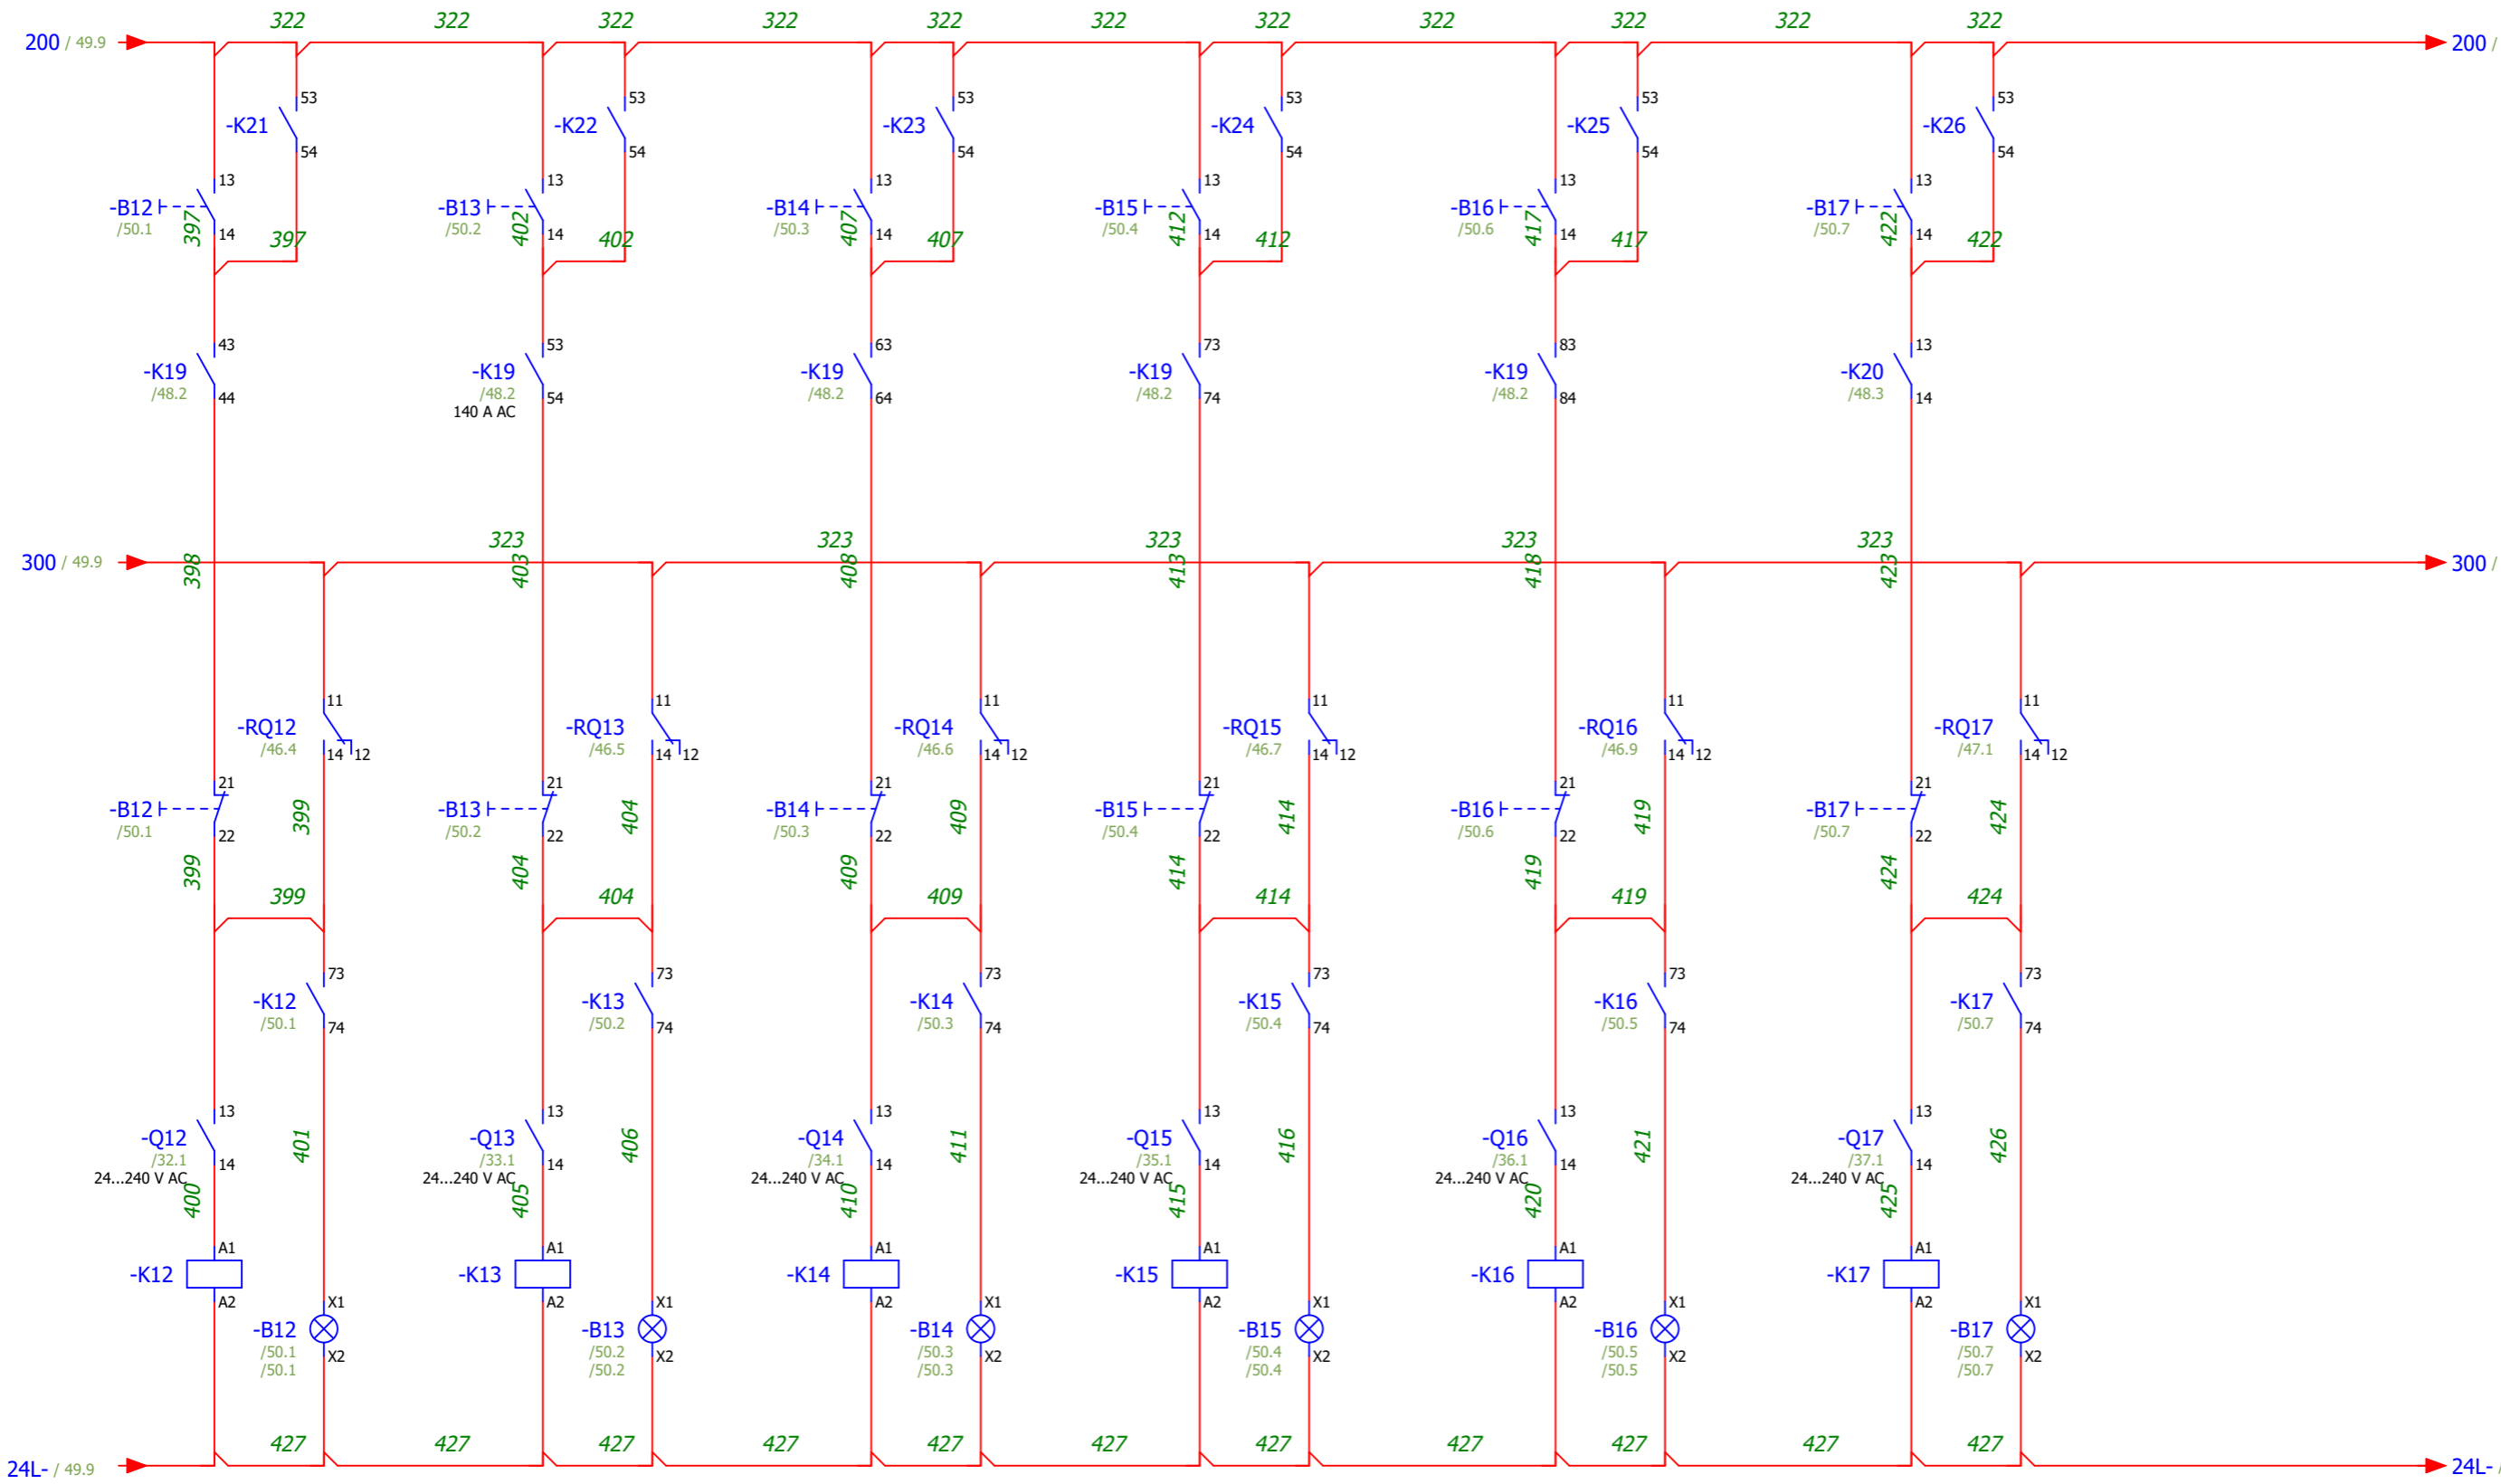 322 322 322 322 322 322 322 322 322 322 322
200 / 49.9 200 /
53 53 53 53 53 53
-K21 -K22 -K23 -K24 -K25 -K26
54 54 54 54 54 54
13 13 13 13 13 13
-B12 -B13 -B14 -B15 -B16 -B17
/50.1 /50.2 /50.3 /50.4 /50.6 /50.7
397 402 407 412 417 422
14 14 14 14 14 14
397 402 407 412 417 422
43 53 63 73 83 13
-K19 -K19 -K19 -K19 -K19 -K20
/48.2 /48.2 /48.2 /48.2 /48.2 /48.3
44 54 64 74 84 14
140 A AC
323 323 323 323 323
300 / 49.9 300 /
398 403 408 413 418 423
11 11 11 11 11 11
-RQ12 -RQ13 -RQ14 -RQ15 -RQ16 -RQ17
/46.4 /46.5 /46.6 /46.7 /46.9 /47.1
14 12 14 12 14 12 14 12 14 12 14 12
21 21 21 21 21 21
-B12 -B13 -B14 -B15 -B16 -B17
/50.1 /50.2 /50.3 /50.4 /50.6 /50.7
22 22 22 22 22 22
399 404 409 414 419 424
399 404 409 414 419 424
399 404 409 414 419 424
73 73 73 73 73 73
-K12 -K13 -K14 -K15 -K16 -K17
/50.1 /50.2 /50.3 /50.4 /50.5 /50.7
74 74 74 74 74 74
13 13 13 13 13 13
-Q12 -Q13 -Q14 -Q15 -Q16 -Q17
/32.1 /33.1 /34.1 /35.1 /36.1 /37.1
14 14 14 14 14 14
24...240 V AC 24...240 V AC 24...240 V AC 24...240 V AC 24...240 V AC 24...240 V AC
401 406 411 416 421 426
400 405 410 415 420 425
A1 A1 A1 A1 A1 A1
-K12 -K13 -K14 -K15 -K16 -K17
A2 A2 A2 A2 A2 A2
X1 X1 X1 X1 X1 X1
-B12 -B13 -B14 -B15 -B16 -B17
/50.1 /50.2 /50.3 /50.4 /50.5 /50.7
X2 X2 X2 X2 X2 X2
/50.1 /50.2 /50.3 /50.4 /50.5 /50.7
427 427 427 427 427 427 427 427 427 427 427
24L- / 49.9 24L- /